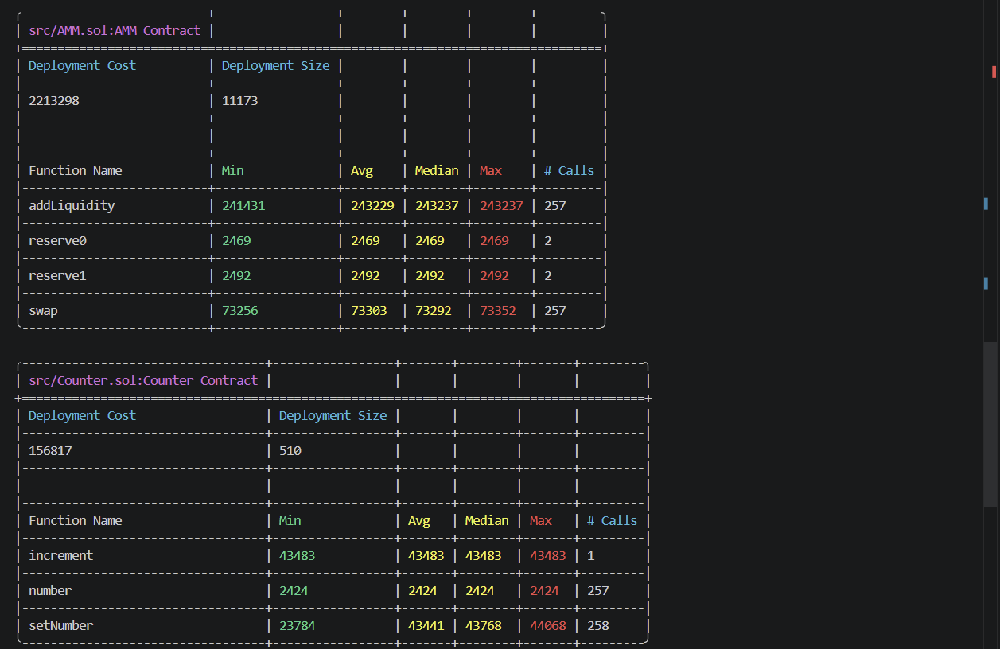 src/AMM.sol:AMM Contract
Deployment Cost | Deployment Size
2213298 | 11173
Function Name | Min | Avg | Median | Max | # Calls
addLiquidity | 241431 | 243229 | 243237 | 243237 | 257
reserve0 | 2469 | 2469 | 2469 | 2469 | 2
reserve1 | 2492 | 2492 | 2492 | 2492 | 2
swap | 73256 | 73303 | 73292 | 73352 | 257
src/Counter.sol:Counter Contract
Deployment Cost | Deployment Size
156817 | 510
Function Name | Min | Avg | Median | Max | # Calls
increment | 43483 | 43483 | 43483 | 43483 | 1
number | 2424 | 2424 | 2424 | 2424 | 257
setNumber | 23784 | 43441 | 43768 | 44068 | 258